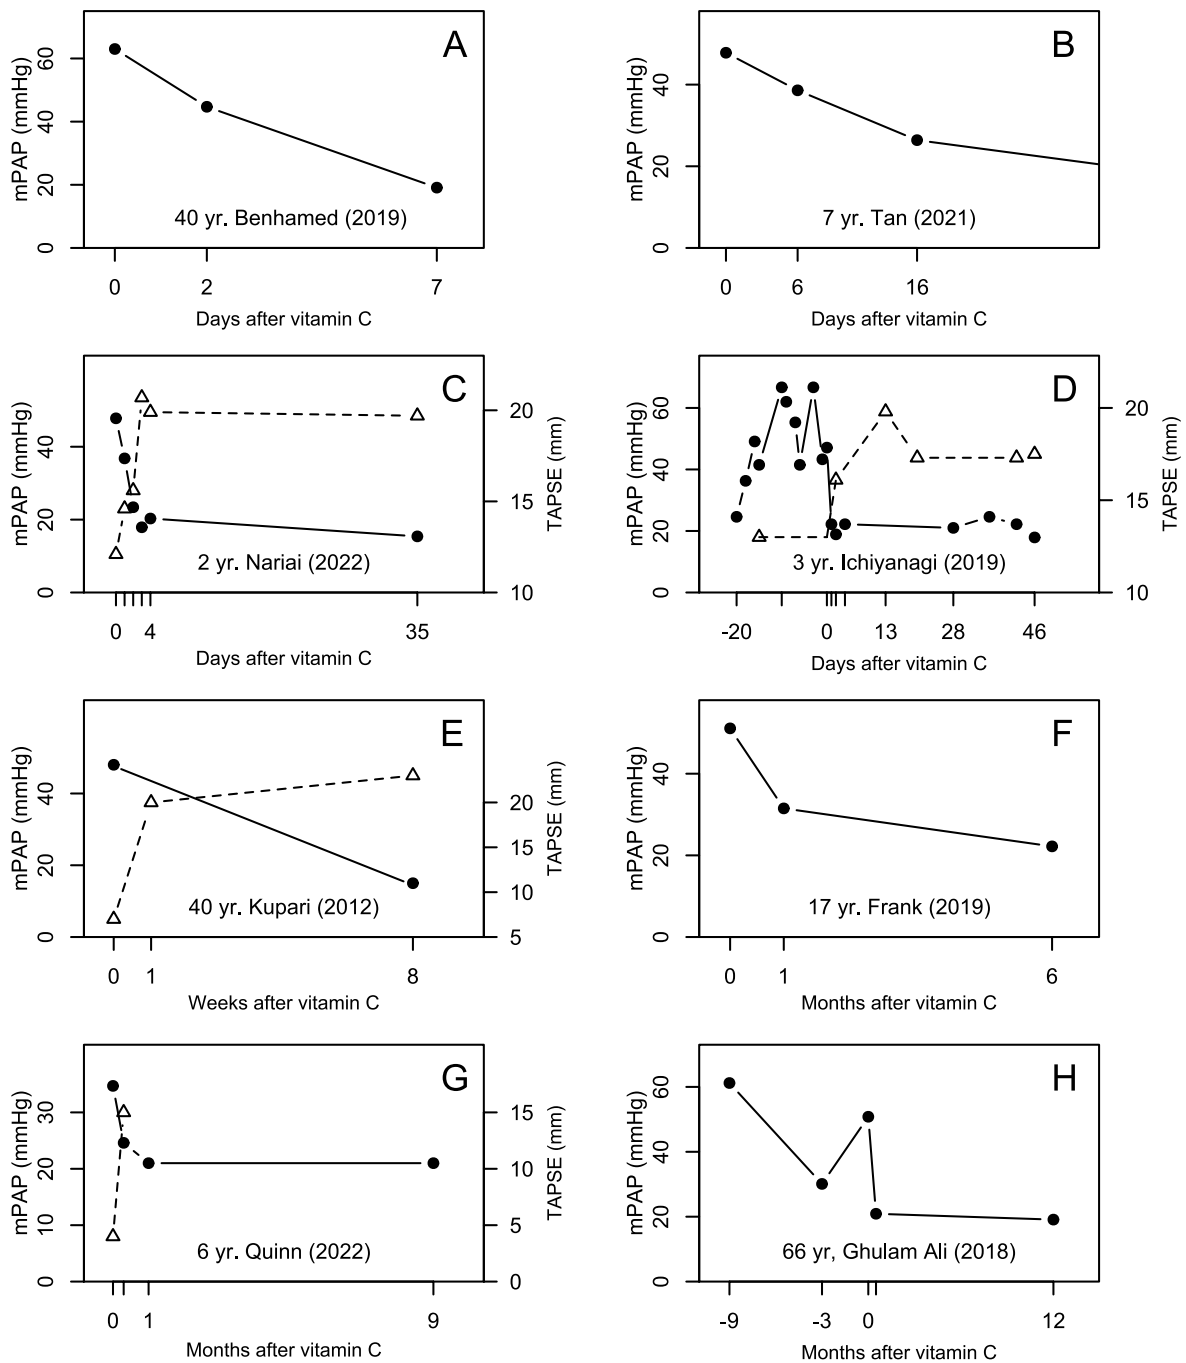 A
mPAP (mmHg)
0 20 40 60
40 yr. Benhamed (2019)
0 2 7
Days after vitamin C
B
mPAP (mmHg)
0 20 40
7 yr. Tan (2021)
0 6 16
Days after vitamin C
C
mPAP (mmHg)
0 20 40
TAPSE (mm)
10 15 20
2 yr. Nariai (2022)
0 4 35
Days after vitamin C
D
mPAP (mmHg)
0 20 40 60
TAPSE (mm)
10 15 20
3 yr. Ichiyanagi (2019)
-20 0 13 28 46
Days after vitamin C
E
mPAP (mmHg)
0 20 40
TAPSE (mm)
5 10 15 20
40 yr. Kupari (2012)
0 1 8
Weeks after vitamin C
F
mPAP (mmHg)
0 20 40
17 yr. Frank (2019)
0 1 6
Months after vitamin C
G
mPAP (mmHg)
0 10 20 30
TAPSE (mm)
0 5 10 15
6 yr. Quinn (2022)
0 1 9
Months after vitamin C
H
mPAP (mmHg)
0 20 40 60
66 yr, Ghulam Ali (2018)
-9 -3 0 12
Months after vitamin C